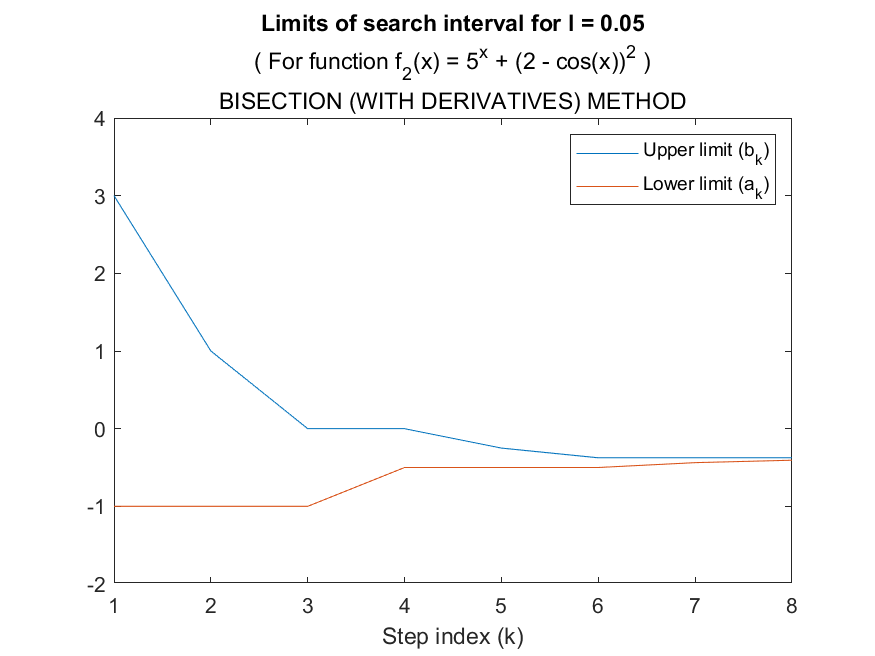 Limits of search interval for l = 0.05
( For function f₂(x) = 5ˣ + (2 - cos(x))² )
BISECTION (WITH DERIVATIVES) METHOD
4
Upper limit (bₖ)
Lower limit (aₖ)
3
2
1
0
-1
-2
1 2 3 4 5 6 7 8
Step index (k)